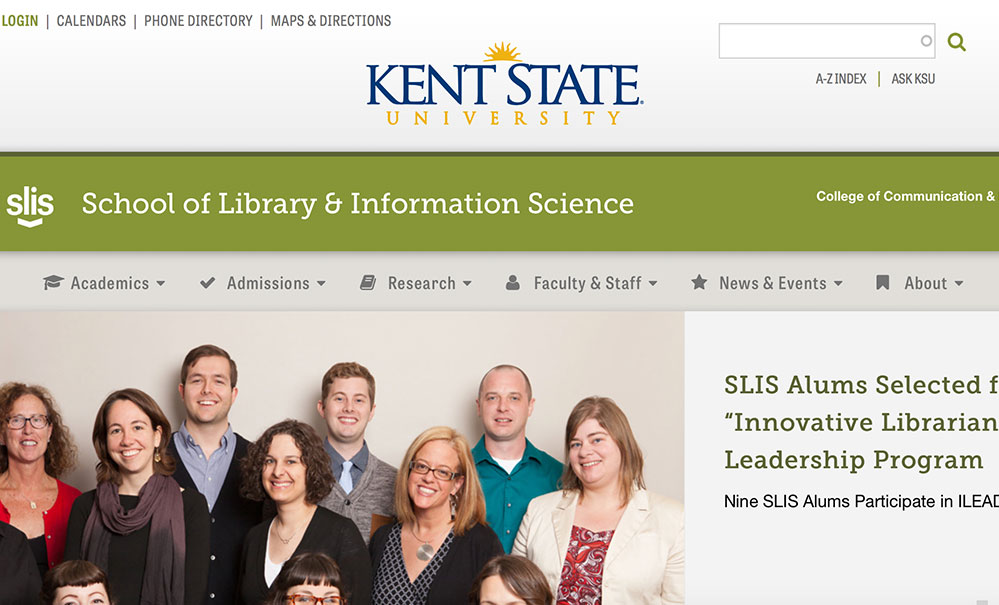 LOGIN | CALENDARS | PHONE DIRECTORY | MAPS & DIRECTIONS
KENT STATE
UNIVERSITY
A-Z INDEX | ASK KSU
slis School of Library & Information Science
College of Communication &
Academics Admissions Research Faculty & Staff News & Events About
SLIS Alums Selected f
“Innovative Librarian
Leadership Program
Nine SLIS Alums Participate in ILEAD